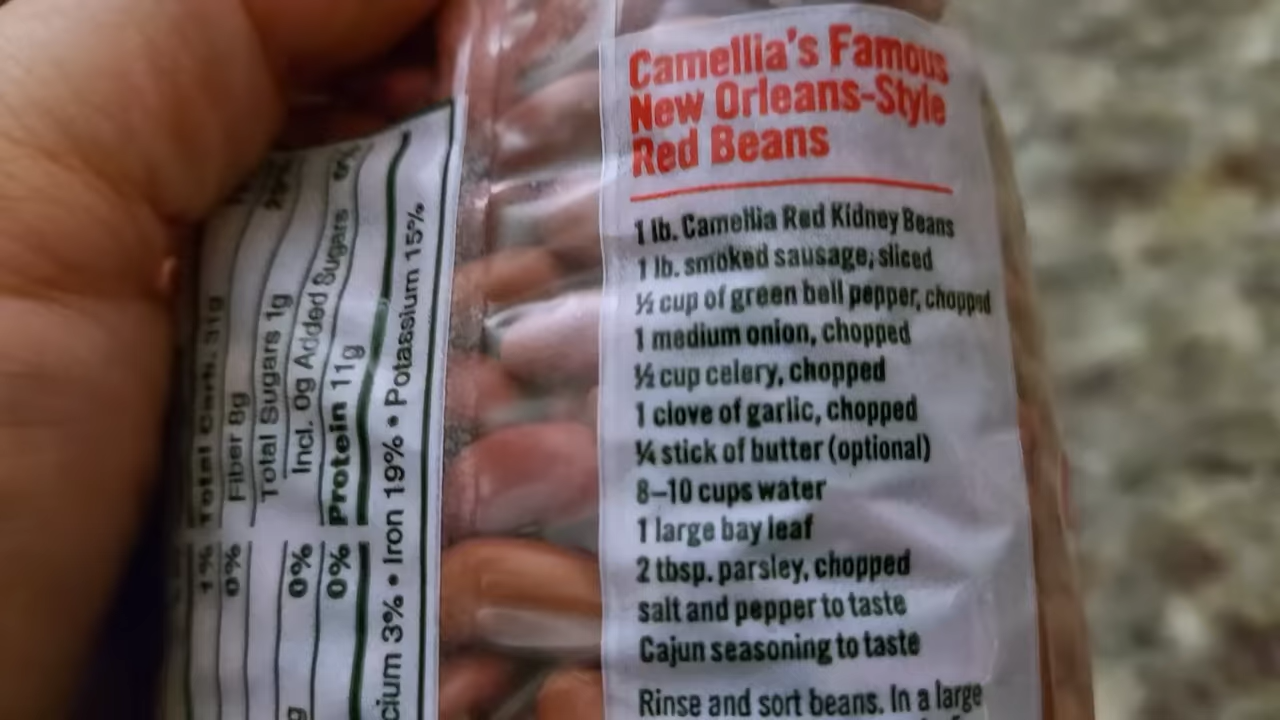 Camellia's Famous
New Orleans-Style
Red Beans
1 lb. Camellia Red Kidney Beans
1 lb. smoked sausage, sliced
½ cup of green bell pepper, chopped
1 medium onion, chopped
½ cup celery, chopped
1 clove of garlic, chopped
¼ stick of butter (optional)
8–10 cups water
1 large bay leaf
2 tbsp. parsley, chopped
salt and pepper to taste
Cajun seasoning to taste
Rinse and sort beans. In a large
1% Total Carb. 31g
0% Fiber 8g
Total Sugars 1g
0% Incl. 0g Added Sugars
0% Protein 11g
cium 3% • Iron 19% • Potassium 15%